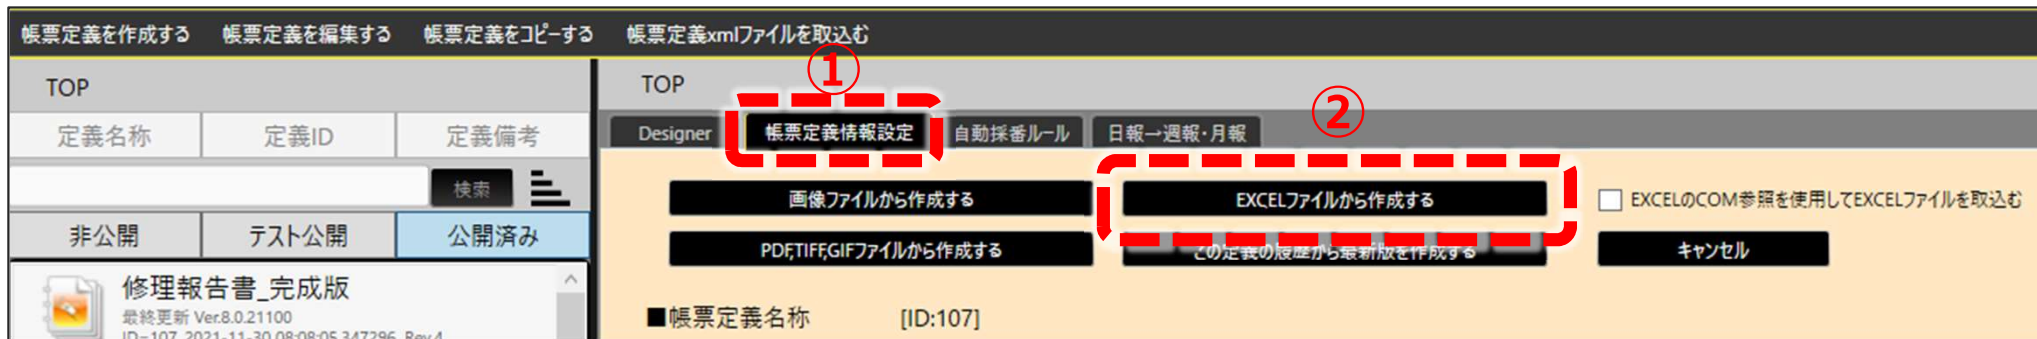 帳票定義を作成する 帳票定義を編集する 帳票定義をコピーする 帳票定義xmlファイルを取込む
TOP
定義名称 定義ID 定義備考
検索
非公開 テスト公開 公開済み
修理報告書_完成版
最終更新 Ver.8.0.21100
ID=107 2021-11-30 08:08:05.347296 Rev.4
TOP
①
②
Designer 帳票定義情報設定 自動採番ルール 日報→週報・月報
画像ファイルから作成する EXCELファイルから作成する EXCELのCOM参照を使用してEXCELファイルを取込む
PDF,TIFF,GIFファイルから作成する この定義の履歴から最新版を作成する キャンセル
■帳票定義名称 [ID:107]